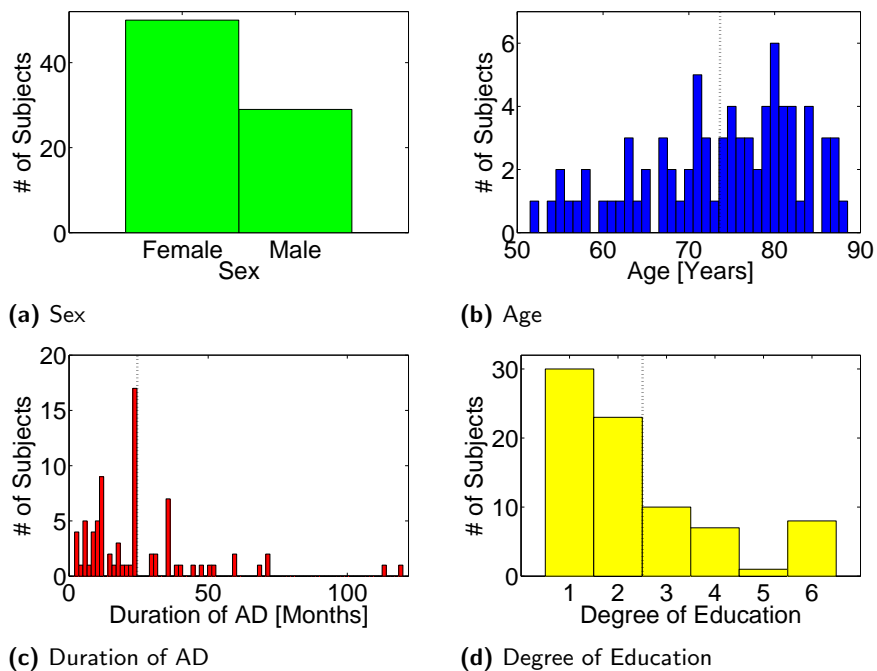 # of Subjects
40
20
0
Female
Male
Sex
(a) Sex
# of Subjects
6
4
2
0
50
60
70
80
90
Age [Years]
(b) Age
# of Subjects
20
15
10
5
0
0
50
100
Duration of AD [Months]
(c) Duration of AD
# of Subjects
30
20
10
0
1
2
3
4
5
6
Degree of Education
(d) Degree of Education